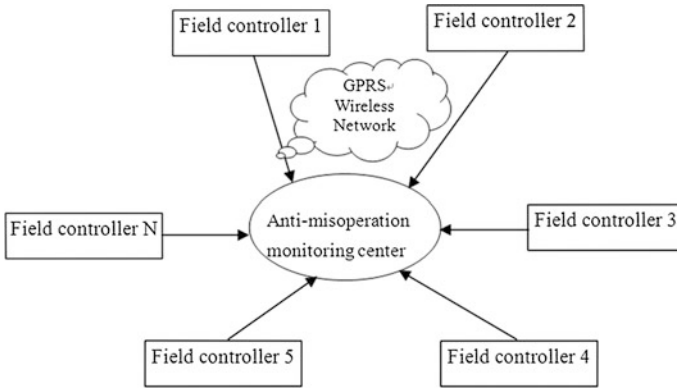 Field controller 1
Field controller 2
GPRS
Wireless
Network
Anti-misoperation
monitoring center
Field controller N
Field controller 3
Field controller 5
Field controller 4